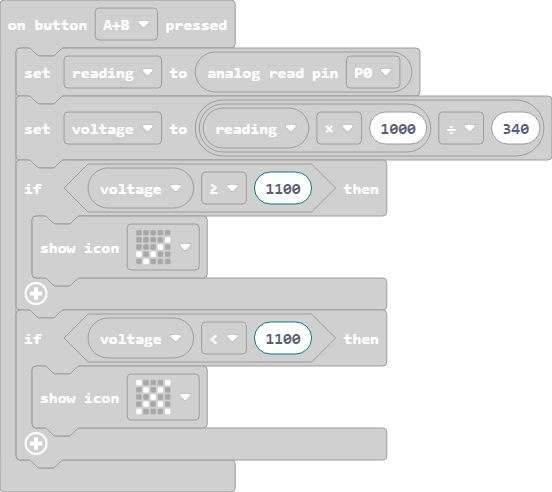 on button A+B pressed
set reading to analog read pin P0
set voltage to reading × 1000 ÷ 340
if voltage ≥ 1100 then
show icon
if voltage < 1100 then
show icon